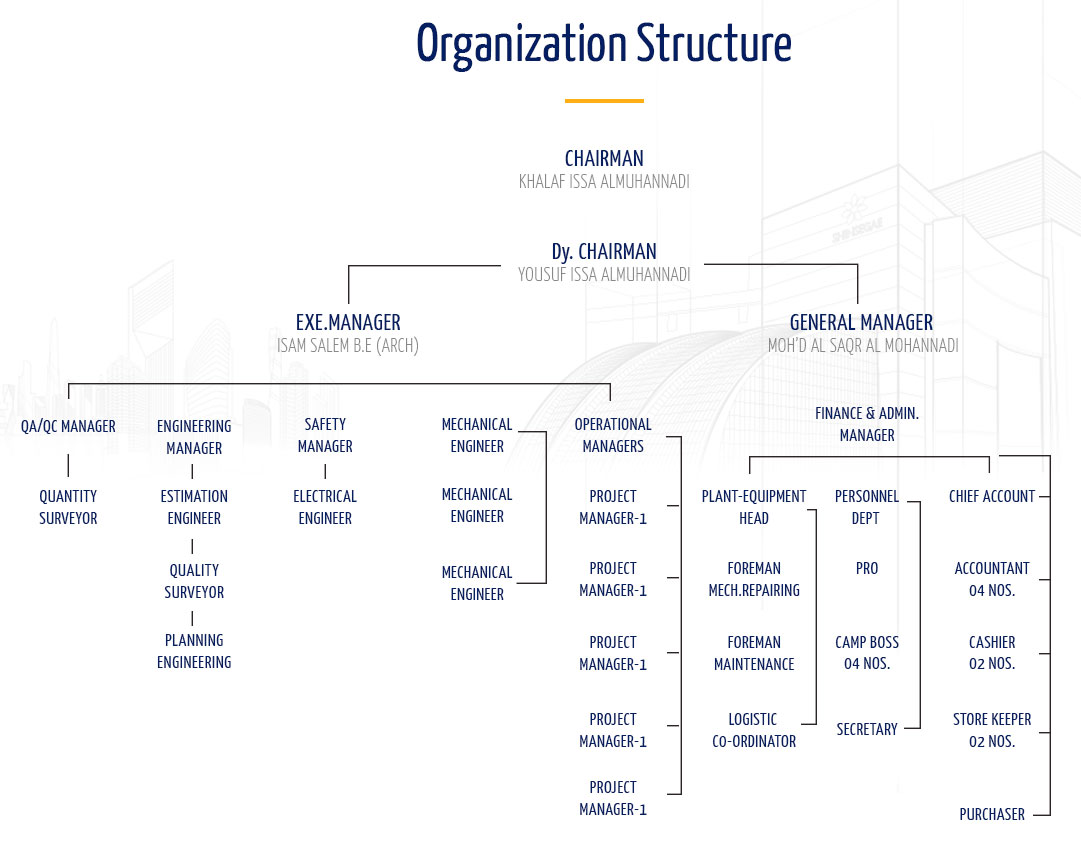 Organization Structure
CHAIRMAN
KHALAF ISSA ALMUHANNADI
Dy. CHAIRMAN
YOUSUF ISSA ALMUHANNADI
EXE.MANAGER
ISAM SALEM B.E (ARCH)
GENERAL MANAGER
MOH'D AL SAQR AL MOHANNADI
QA/QC MANAGER
QUANTITY
SURVEYOR
ENGINEERING
MANAGER
ESTIMATION
ENGINEER
QUALITY
SURVEYOR
PLANNING
ENGINEERING
SAFETY
MANAGER
ELECTRICAL
ENGINEER
MECHANICAL
ENGINEER
MECHANICAL
ENGINEER
MECHANICAL
ENGINEER
OPERATIONAL
MANAGERS
PROJECT
MANAGER-1
PROJECT
MANAGER-1
PROJECT
MANAGER-1
PROJECT
MANAGER-1
PROJECT
MANAGER-1
FINANCE & ADMIN.
MANAGER
PLANT-EQUIPMENT
HEAD
FOREMAN
MECH.REPAIRING
FOREMAN
MAINTENANCE
LOGISTIC
CO-ORDINATOR
PERSONNEL
DEPT
PRO
CAMP BOSS
04 NOS.
SECRETARY
CHIEF ACCOUNT
ACCOUNTANT
04 NOS.
CASHIER
02 NOS.
STORE KEEPER
02 NOS.
PURCHASER